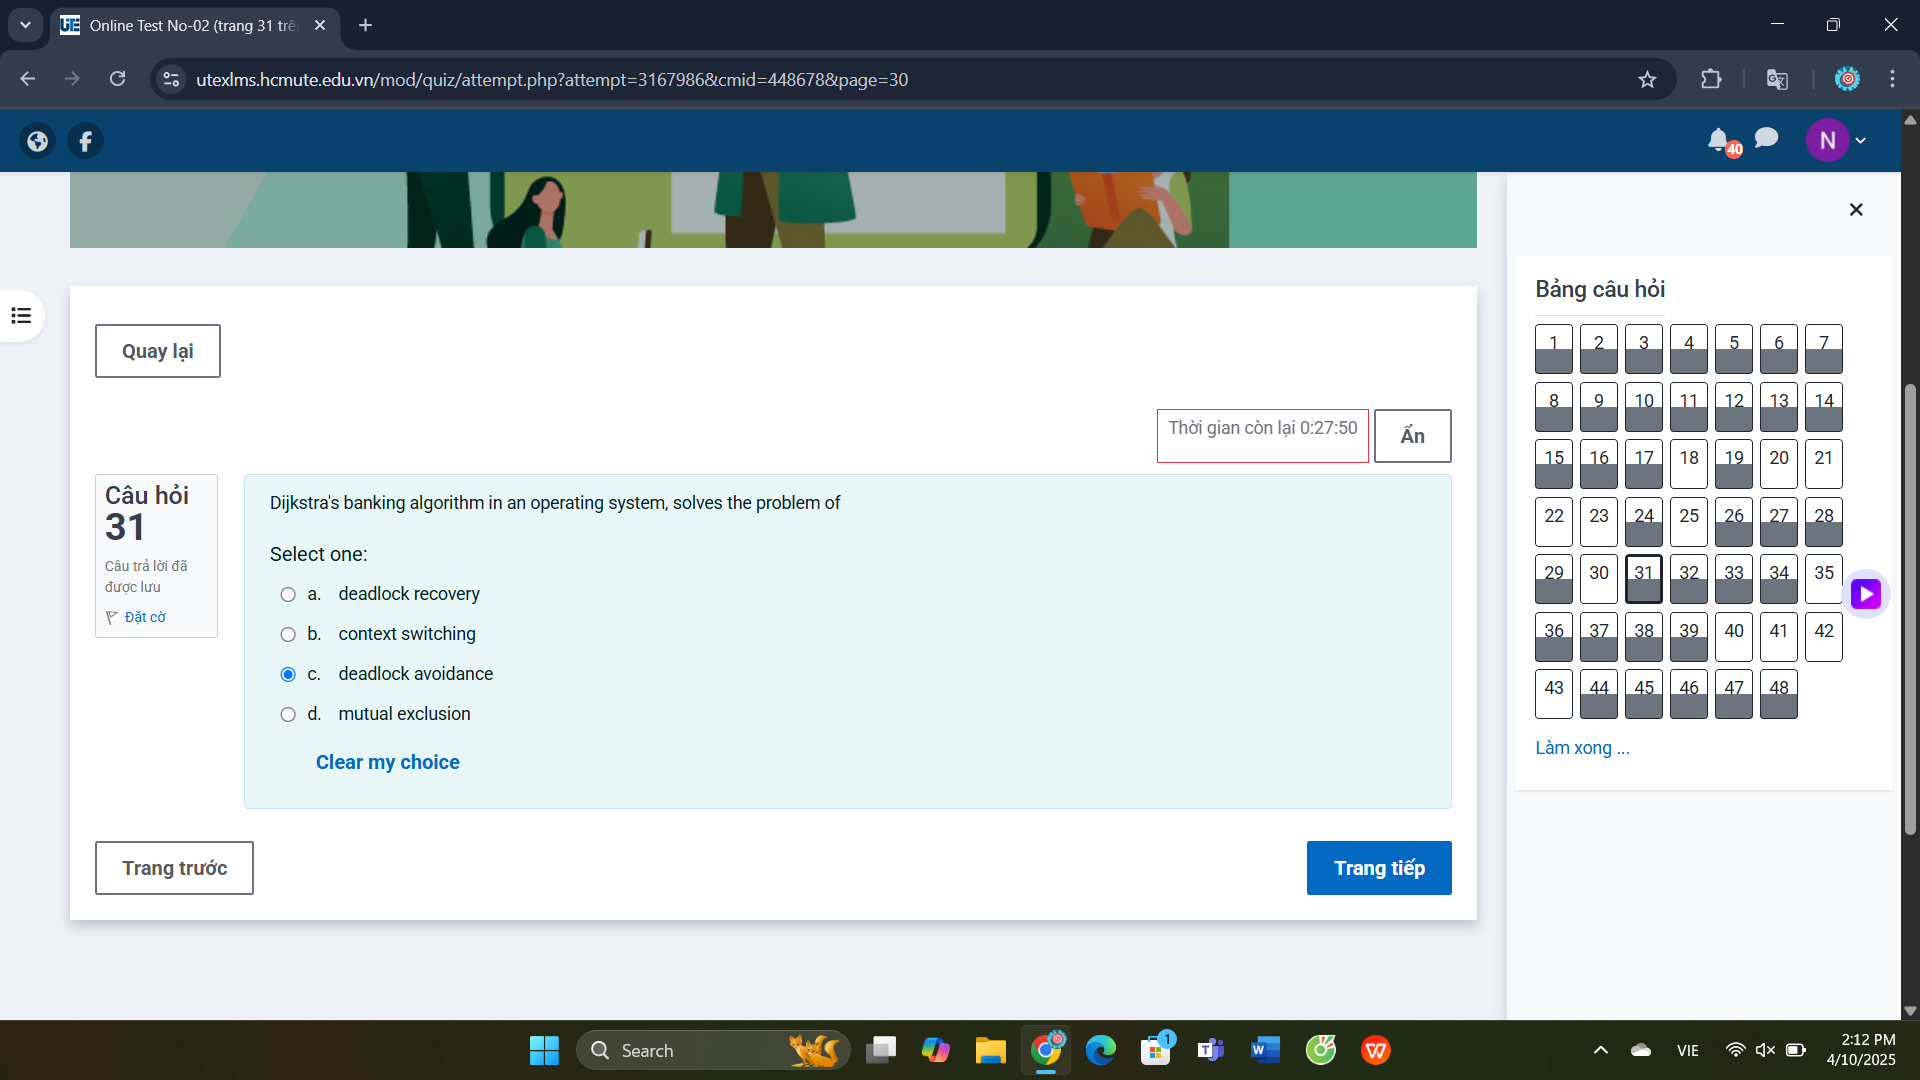 Online Test No-02 (trang 31 trê
utexlms.hcmute.edu.vn/mod/quiz/attempt.php?attempt=3167986&cmid=448678&page=30
40
N
Quay lại
Thời gian còn lại 0:27:50
Ẩn
Câu hỏi
31
Câu trả lời đã
được lưu
Đặt cờ
Dijkstra's banking algorithm in an operating system, solves the problem of
Select one:
a. deadlock recovery
b. context switching
c. deadlock avoidance
d. mutual exclusion
Clear my choice
Trang trước
Trang tiếp
Bảng câu hỏi
1 2 3 4 5 6 7
8 9 10 11 12 13 14
15 16 17 18 19 20 21
22 23 24 25 26 27 28
29 30 31 32 33 34 35
36 37 38 39 40 41 42
43 44 45 46 47 48
Làm xong ...
Search
1
VIE
2:12 PM
4/10/2025